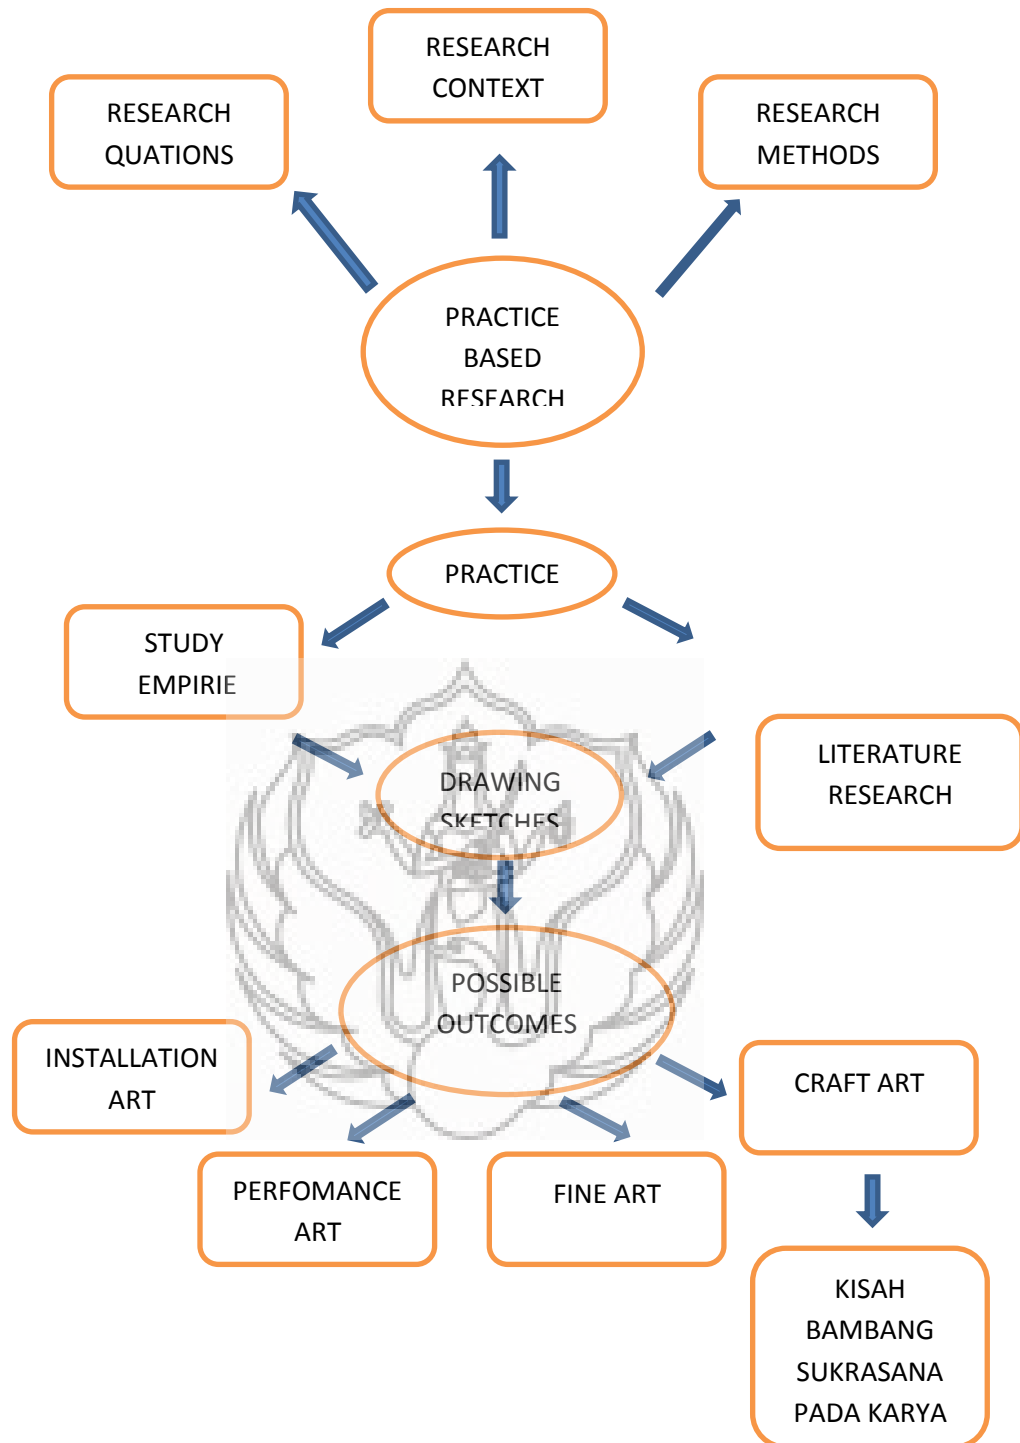 RESEARCH
CONTEXT
RESEARCH
QUATIONS
RESEARCH
METHODS
PRACTICE
BASED
RESEARCH
PRACTICE
STUDY
EMPIRIE
LITERATURE
RESEARCH
DRAWING
SKETCHES
POSSIBLE
OUTCOMES
INSTALLATION
ART
CRAFT ART
PERFOMANCE
ART
FINE ART
KISAH
BAMBANG
SUKRASANA
PADA KARYA